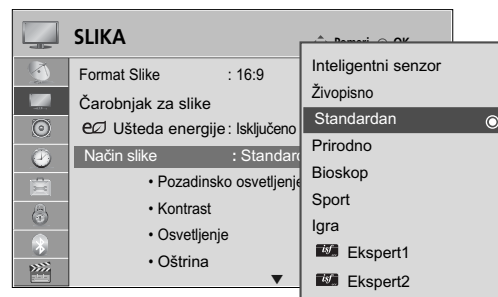 SLIKA
Pomeri OK
Format Slike : 16:9
Čarobnjak za slike
Ušteda energije : Isključeno
Način slike : Standard
• Pozadinsko osvetljenje
• Kontrast
• Osvetljenje
• Oštrina
Inteligentni senzor
Živopisno
Standardan
Prirodno
Bioskop
Sport
Igra
isf Ekspert1
isf Ekspert2